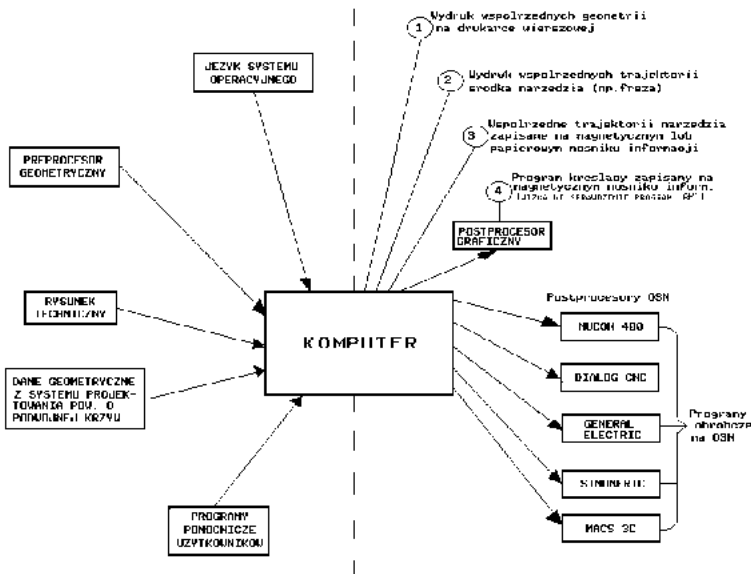 JEZYK SYSTEMU
OPERACYJNEGO
PREPROCESOR
GEOMETRYCZNY
RYSUNEK
TECHNICZNY
DANE GEOMETRYCZNE
Z SYSTEMU PROJEK-
TOWANIA POW. O
PODWOJNEJ KRZYW
PROGRAMY
POMOCNICZE
UZYTKOWNIKOW
KOMPUTER
1 Wydruk wspolrzednych geometrii
na drukarce wierszowej
2 Wydruk wspolrzednych trajektorii
srodka narzedzia (np.freza)
3 Wspolrzedne trajektorii narzedzia
zapisane na magnetycznym lub
papierowym nosniku informacji
4 Program kreslacy zapisany na
magnetycznym nosniku inform.
POSTPROCESOR
GRAFICZNY
Postprocesory OSN
NUCON 400
DIALOG CNC
GENERAL
ELECTRIC
SINUMERIC
MACS 3C
Programy
obrobcze
na OSN